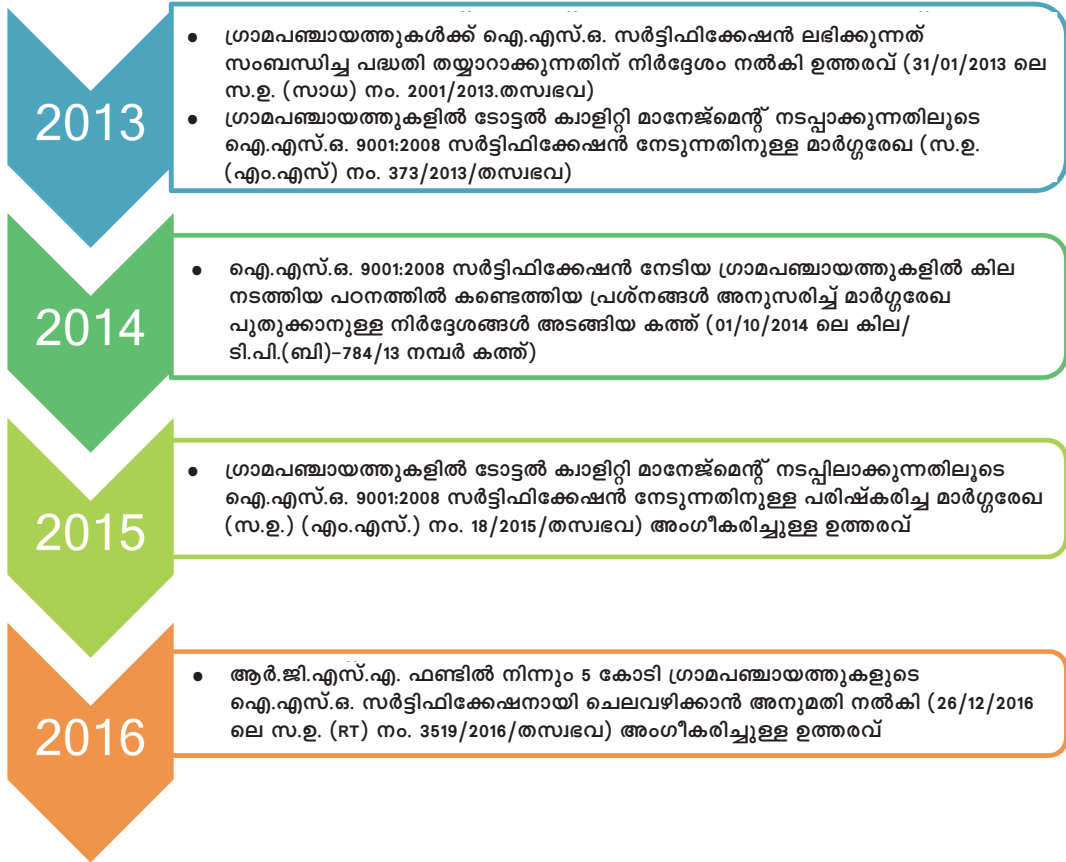 2013
● ഗ്രാമപഞ്ചായത്തുകൾക്ക് ഐ.എസ്.ഒ. സർട്ടിഫിക്കേഷൻ ലഭിക്കുന്നത്
സംബന്ധിച്ച പദ്ധതി തയ്യാറാക്കുന്നതിന് നിർദ്ദേശം നൽകി ഉത്തരവ് (31/01/2013 ലെ
സ.ഉ. (സാധ) നം. 2001/2013.തസ്വഭവ)
● ഗ്രാമപഞ്ചായത്തുകളിൽ ടോട്ടൽ ക്വാളിറ്റി മാനേജ്മെന്റ് നടപ്പാക്കുന്നതിലൂടെ
ഐ.എസ്.ഒ. 9001:2008 സർട്ടിഫിക്കേഷൻ നേടുന്നതിനുള്ള മാർഗ്ഗരേഖ (സ.ഉ.
(എം.എസ്) നം. 373/2013/തസ്വഭവ)
2014
● ഐ.എസ്.ഒ. 9001:2008 സർട്ടിഫിക്കേഷൻ നേടിയ ഗ്രാമപഞ്ചായത്തുകളിൽ കില
നടത്തിയ പഠനത്തിൽ കണ്ടെത്തിയ പ്രശ്നങ്ങൾ അനുസരിച്ച് മാർഗ്ഗരേഖ
പുതുക്കാനുള്ള നിർദ്ദേശങ്ങൾ അടങ്ങിയ കത്ത് (01/10/2014 ലെ കില/
ടി.പി.(ബി)–784/13 നമ്പർ കത്ത്)
2015
● ഗ്രാമപഞ്ചായത്തുകളിൽ ടോട്ടൽ ക്വാളിറ്റി മാനേജ്മെന്റ് നടപ്പിലാക്കുന്നതിലൂടെ
ഐ.എസ്.ഒ. 9001:2008 സർട്ടിഫിക്കേഷൻ നേടുന്നതിനുള്ള പരിഷ്കരിച്ച മാർഗ്ഗരേഖ
(സ.ഉ.) (എം.എസ്.) നം. 18/2015/തസ്വഭവ) അംഗീകരിച്ചുള്ള ഉത്തരവ്
2016
● ആർ.ജി.എസ്.എ. ഫണ്ടിൽ നിന്നും 5 കോടി ഗ്രാമപഞ്ചായത്തുകളുടെ
ഐ.എസ്.ഒ. സർട്ടിഫിക്കേഷനായി ചെലവഴിക്കാൻ അനുമതി നൽകി (26/12/2016
ലെ സ.ഉ. (RT) നം. 3519/2016/തസ്വഭവ) അംഗീകരിച്ചുള്ള ഉത്തരവ്